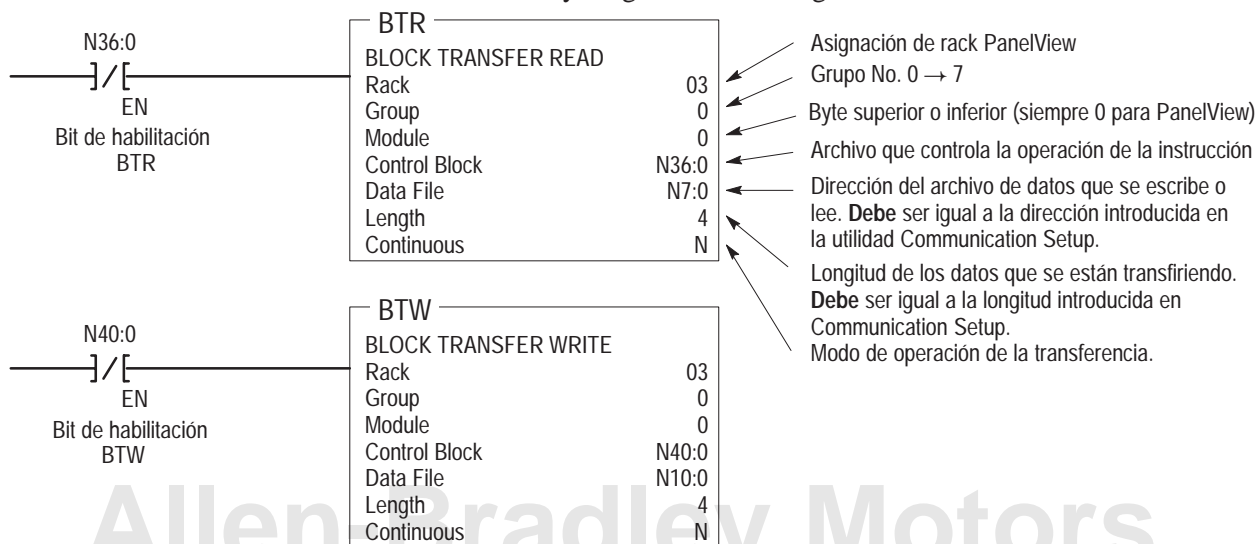 BTR
BLOCK TRANSFER READ
Rack 03
Group 0
Module 0
Control Block N36:0
Data File N7:0
Length 4
Continuous N
N36:0
EN
Bit de habilitación
BTR
Asignación de rack PanelView
Grupo No. 0 → 7
Byte superior o inferior (siempre 0 para PanelView)
Archivo que controla la operación de la instrucción
Dirección del archivo de datos que se escribe o
lee. Debe ser igual a la dirección introducida en
la utilidad Communication Setup.
Longitud de los datos que se están transfiriendo.
Debe ser igual a la longitud introducida en
Communication Setup.
Modo de operación de la transferencia.
BTW
BLOCK TRANSFER WRITE
Rack 03
Group 0
Module 0
Control Block N40:0
Data File N10:0
Length 4
Continuous N
N40:0
EN
Bit de habilitación
BTW
Allen-Bradley Motors